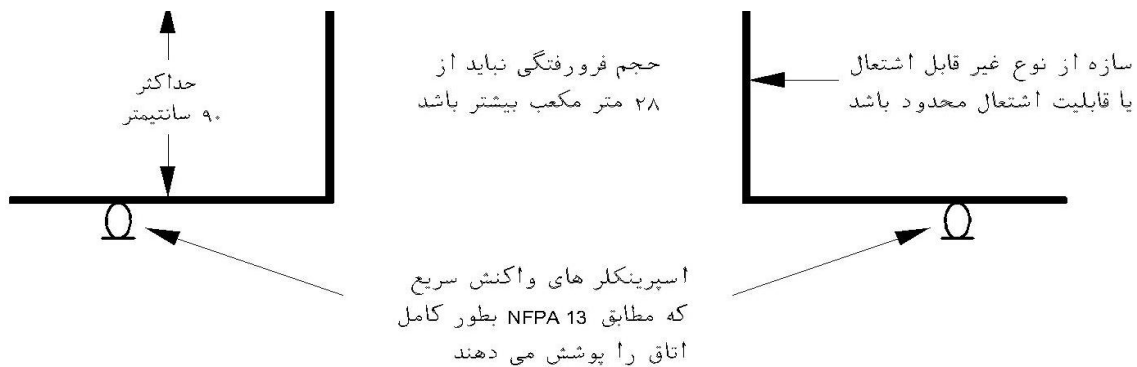 سازه از نوع غیر قابل اشتعال
یا قابلیت اشتعال محدود باشد
حجم فرورفتگی نباید از
۲۸ متر مکعب بیشتر باشد
حداکثر
۹۰ سانتیمتر
اسپرینکلر های واکنش سریع
که مطابق NFPA 13 بطور کامل
اتاق را پوشش می دهند